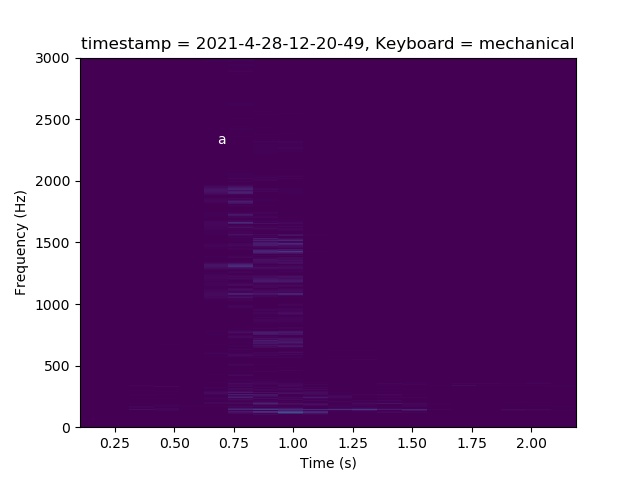 timestamp = 2021-4-28-12-20-49, Keyboard = mechanical
3000
2500
a
2000
1500
1000
500
0
Frequency (Hz)
0.25 0.50 0.75 1.00 1.25 1.50 1.75 2.00
Time (s)